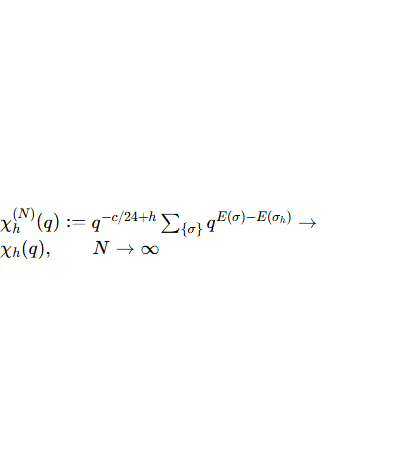 χ_h^{(N)}(q) := q^{-c/24+h} ∑_{{σ}} q^{E(σ)-E(σ_h)} →
χ_h(q), N → ∞